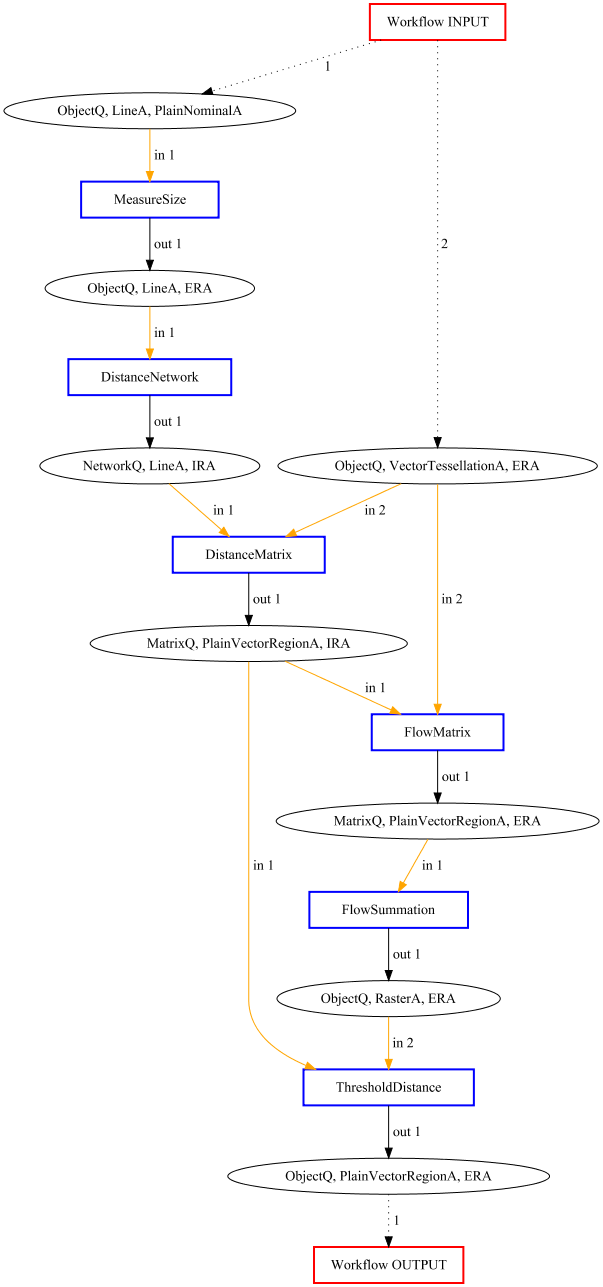 Workflow INPUT
1
ObjectQ, LineA, PlainNominalA
in 1
MeasureSize
2
out 1
ObjectQ, LineA, ERA
in 1
DistanceNetwork
out 1
NetworkQ, LineA, IRA
ObjectQ, VectorTessellationA, ERA
in 1
in 2
DistanceMatrix
out 1
in 2
MatrixQ, PlainVectorRegionA, IRA
in 1
FlowMatrix
out 1
MatrixQ, PlainVectorRegionA, ERA
in 1
in 1
FlowSummation
out 1
ObjectQ, RasterA, ERA
in 2
ThresholdDistance
out 1
ObjectQ, PlainVectorRegionA, ERA
1
Workflow OUTPUT